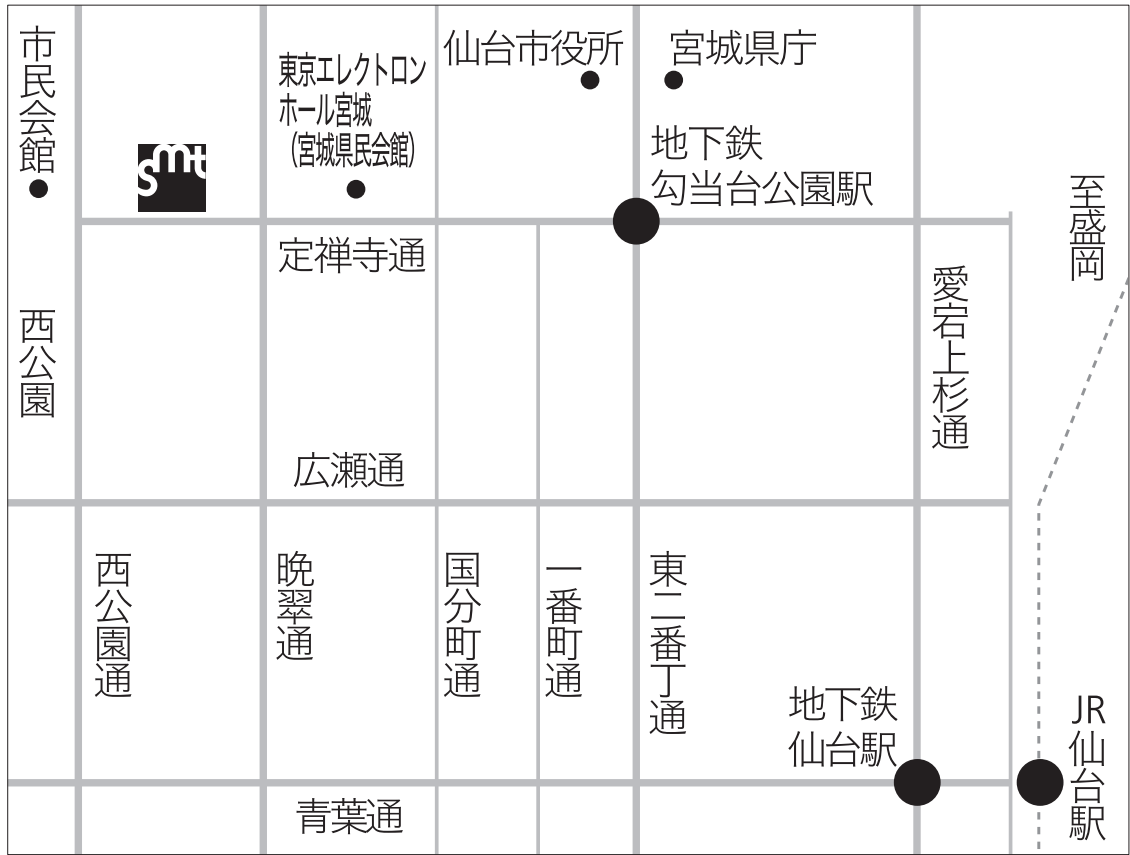 市民会館
smt
東京エレクトロン
ホール宮城
(宮城県民会館)
仙台市役所
宮城県庁
地下鉄
勾当台公園駅
至盛岡
定禅寺通
西公園
愛宕上杉通
広瀬通
西公園通
晩翠通
国分町通
一番町通
東二番丁通
地下鉄
仙台駅
JR仙台駅
青葉通